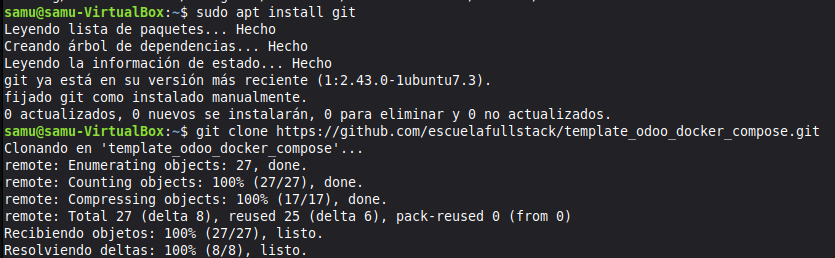 samu@samu-VirtualBox:~$ sudo apt install git
Leyendo lista de paquetes... Hecho
Creando árbol de dependencias... Hecho
Leyendo la información de estado... Hecho
git ya está en su versión más reciente (1:2.43.0-1ubuntu7.3).
fijado git como instalado manualmente.
0 actualizados, 0 nuevos se instalarán, 0 para eliminar y 0 no actualizados.
samu@samu-VirtualBox:~$ git clone https://github.com/escuelafullstack/template_odoo_docker_compose.git
Clonando en 'template_odoo_docker_compose'...
remote: Enumerating objects: 27, done.
remote: Counting objects: 100% (27/27), done.
remote: Compressing objects: 100% (17/17), done.
remote: Total 27 (delta 8), reused 25 (delta 6), pack-reused 0 (from 0)
Recibiendo objetos: 100% (27/27), listo.
Resolviendo deltas: 100% (8/8), listo.